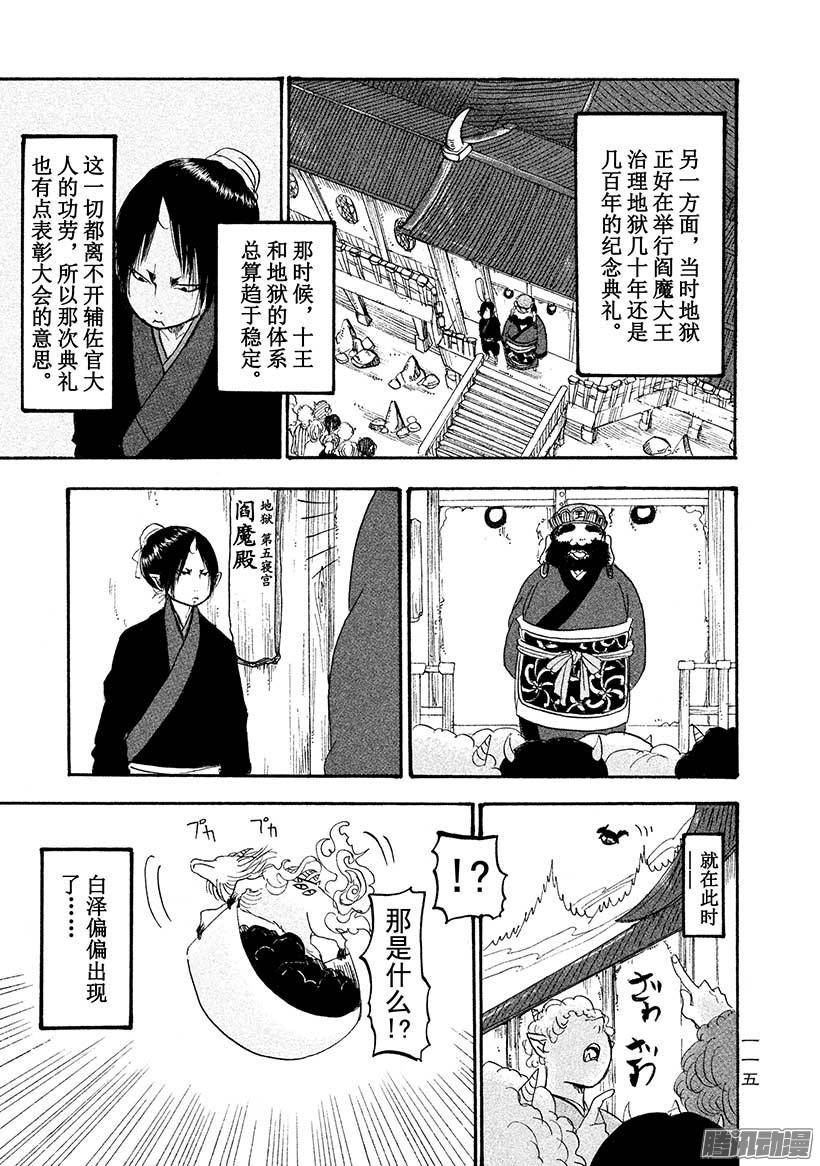 另一方面，当时地狱
正好在举行阎魔大王
治理地狱几十年还是
几百年的纪念典礼。
那时候，十王
和地狱的体系
总算趋于稳定。
这一切都离不开辅佐官大
人的功劳，所以那次典礼
也有点表彰大会的意思。
王
地狱 第五寝宫
阎魔殿
就在此时
——
ざわ
ざわ
!?
那是什么!?
プカ
プカ
白泽偏偏出现
了……
一一五
腾讯动漫